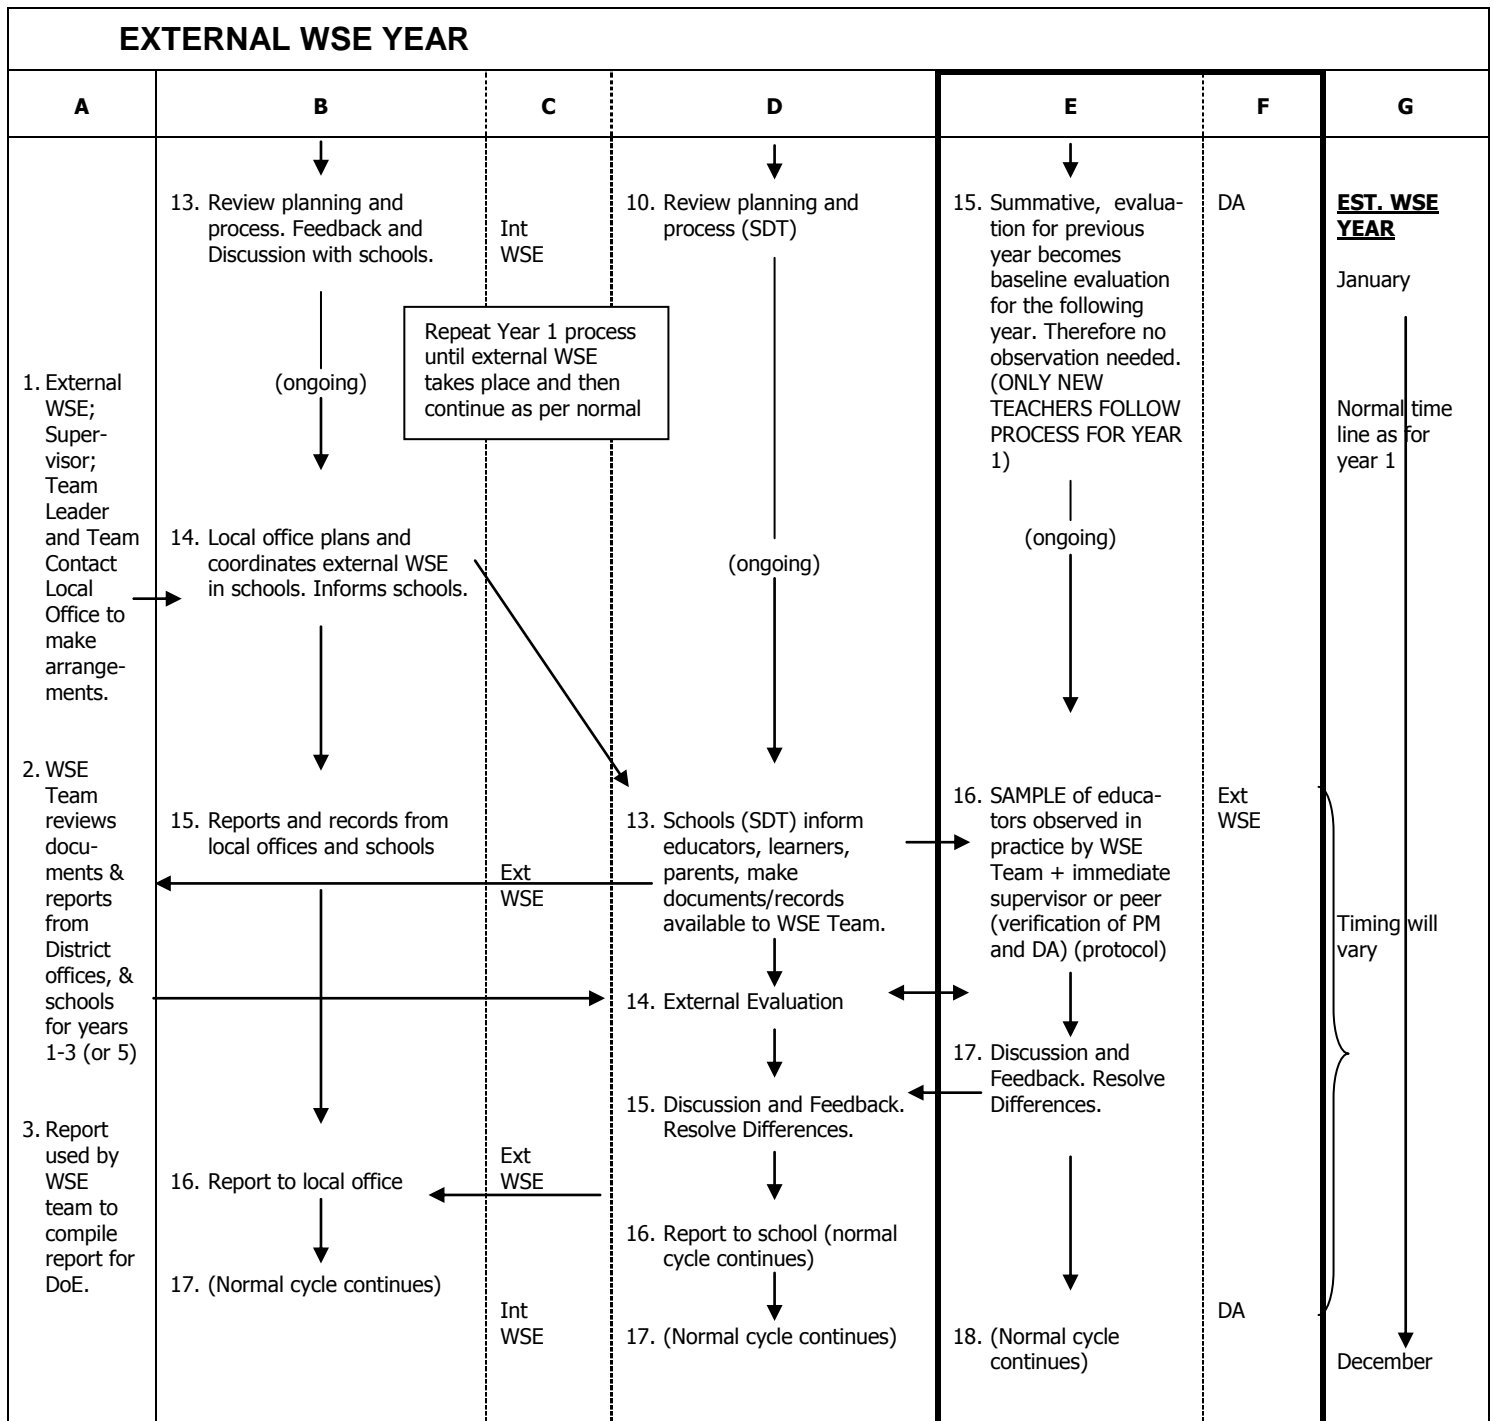 EXTERNAL WSE YEAR
A
B
C
D
E
F
G
1. External
WSE;
Super-
visor;
Team
Leader
and Team
Contact
Local
Office to
make
arrange-
ments.
2. WSE
Team
reviews
docu-
ments &
reports
from
District
offices, &
schools
for years
1-3 (or 5)
3. Report
used by
WSE
team to
compile
report for
DoE.
13. Review planning and
process. Feedback and
Discussion with schools.
(ongoing)
14. Local office plans and
coordinates external WSE
in schools. Informs schools.
15. Reports and records from
local offices and schools
16. Report to local office
17. (Normal cycle continues)
Int
WSE
Repeat Year 1 process
until external WSE
takes place and then
continue as per normal
Ext
WSE
Ext
WSE
Int
WSE
10. Review planning and
process (SDT)
(ongoing)
13. Schools (SDT) inform
educators, learners,
parents, make
documents/records
available to WSE Team.
14. External Evaluation
15. Discussion and Feedback.
Resolve Differences.
16. Report to school (normal
cycle continues)
17. (Normal cycle continues)
15. Summative, evalua-
tion for previous
year becomes
baseline evaluation
for the following
year. Therefore no
observation needed.
(ONLY NEW
TEACHERS FOLLOW
PROCESS FOR YEAR
1)
(ongoing)
16. SAMPLE of educa-
tors observed in
practice by WSE
Team + immediate
supervisor or peer
(verification of PM
and DA) (protocol)
17. Discussion and
Feedback. Resolve
Differences.
18. (Normal cycle
continues)
DA
Ext
WSE
DA
EST. WSE
YEAR
January
Normal time
line as for
year 1
Timing will
vary
December